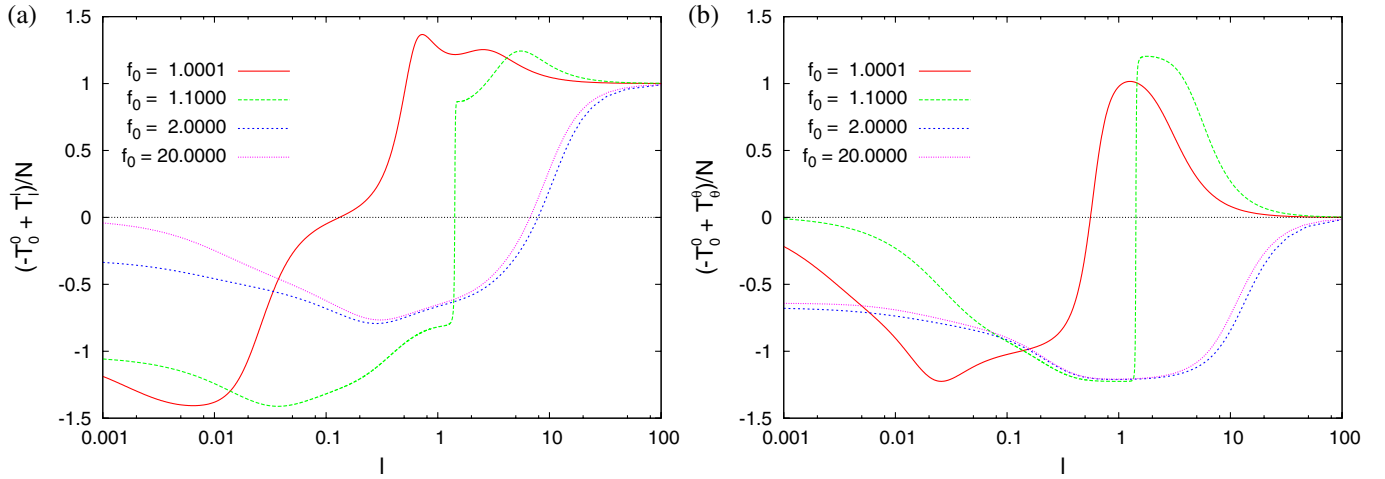 (a)
(-T₀⁰ + Tₗˡ)/N
1.5
1
0.5
0
-0.5
-1
-1.5
f₀ = 1.0001
f₀ = 1.1000
f₀ = 2.0000
f₀ = 20.0000
0.001
0.01
0.1
1
10
100
l
(b)
(-T₀⁰ + T_θ^θ)/N
1.5
1
0.5
0
-0.5
-1
-1.5
f₀ = 1.0001
f₀ = 1.1000
f₀ = 2.0000
f₀ = 20.0000
0.001
0.01
0.1
1
10
100
l